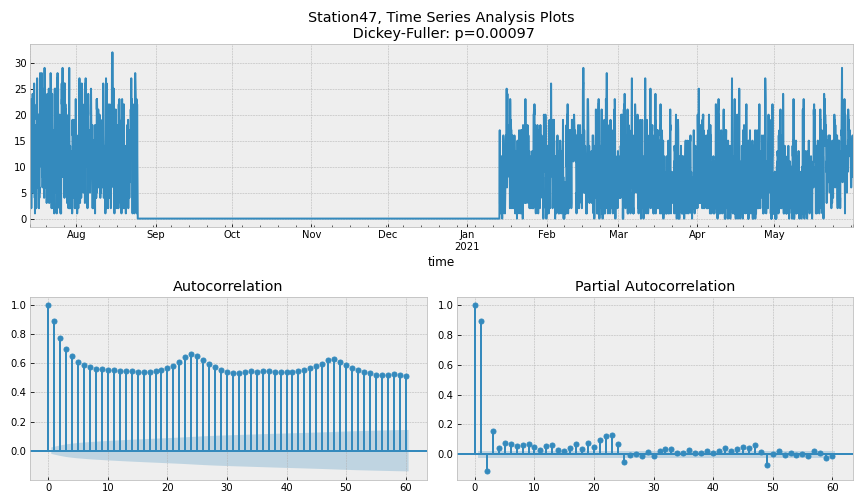 Station47, Time Series Analysis Plots
Dickey-Fuller: p=0.00097
30
25
20
15
10
5
0
Aug Sep Oct Nov Dec Jan Feb Mar Apr May
2021
time
Autocorrelation Partial Autocorrelation
1.0 1.0
0.8 0.8
0.6 0.6
0.4 0.4
0.2 0.2
0.0 0.0
0 10 20 30 40 50 60 0 10 20 30 40 50 60